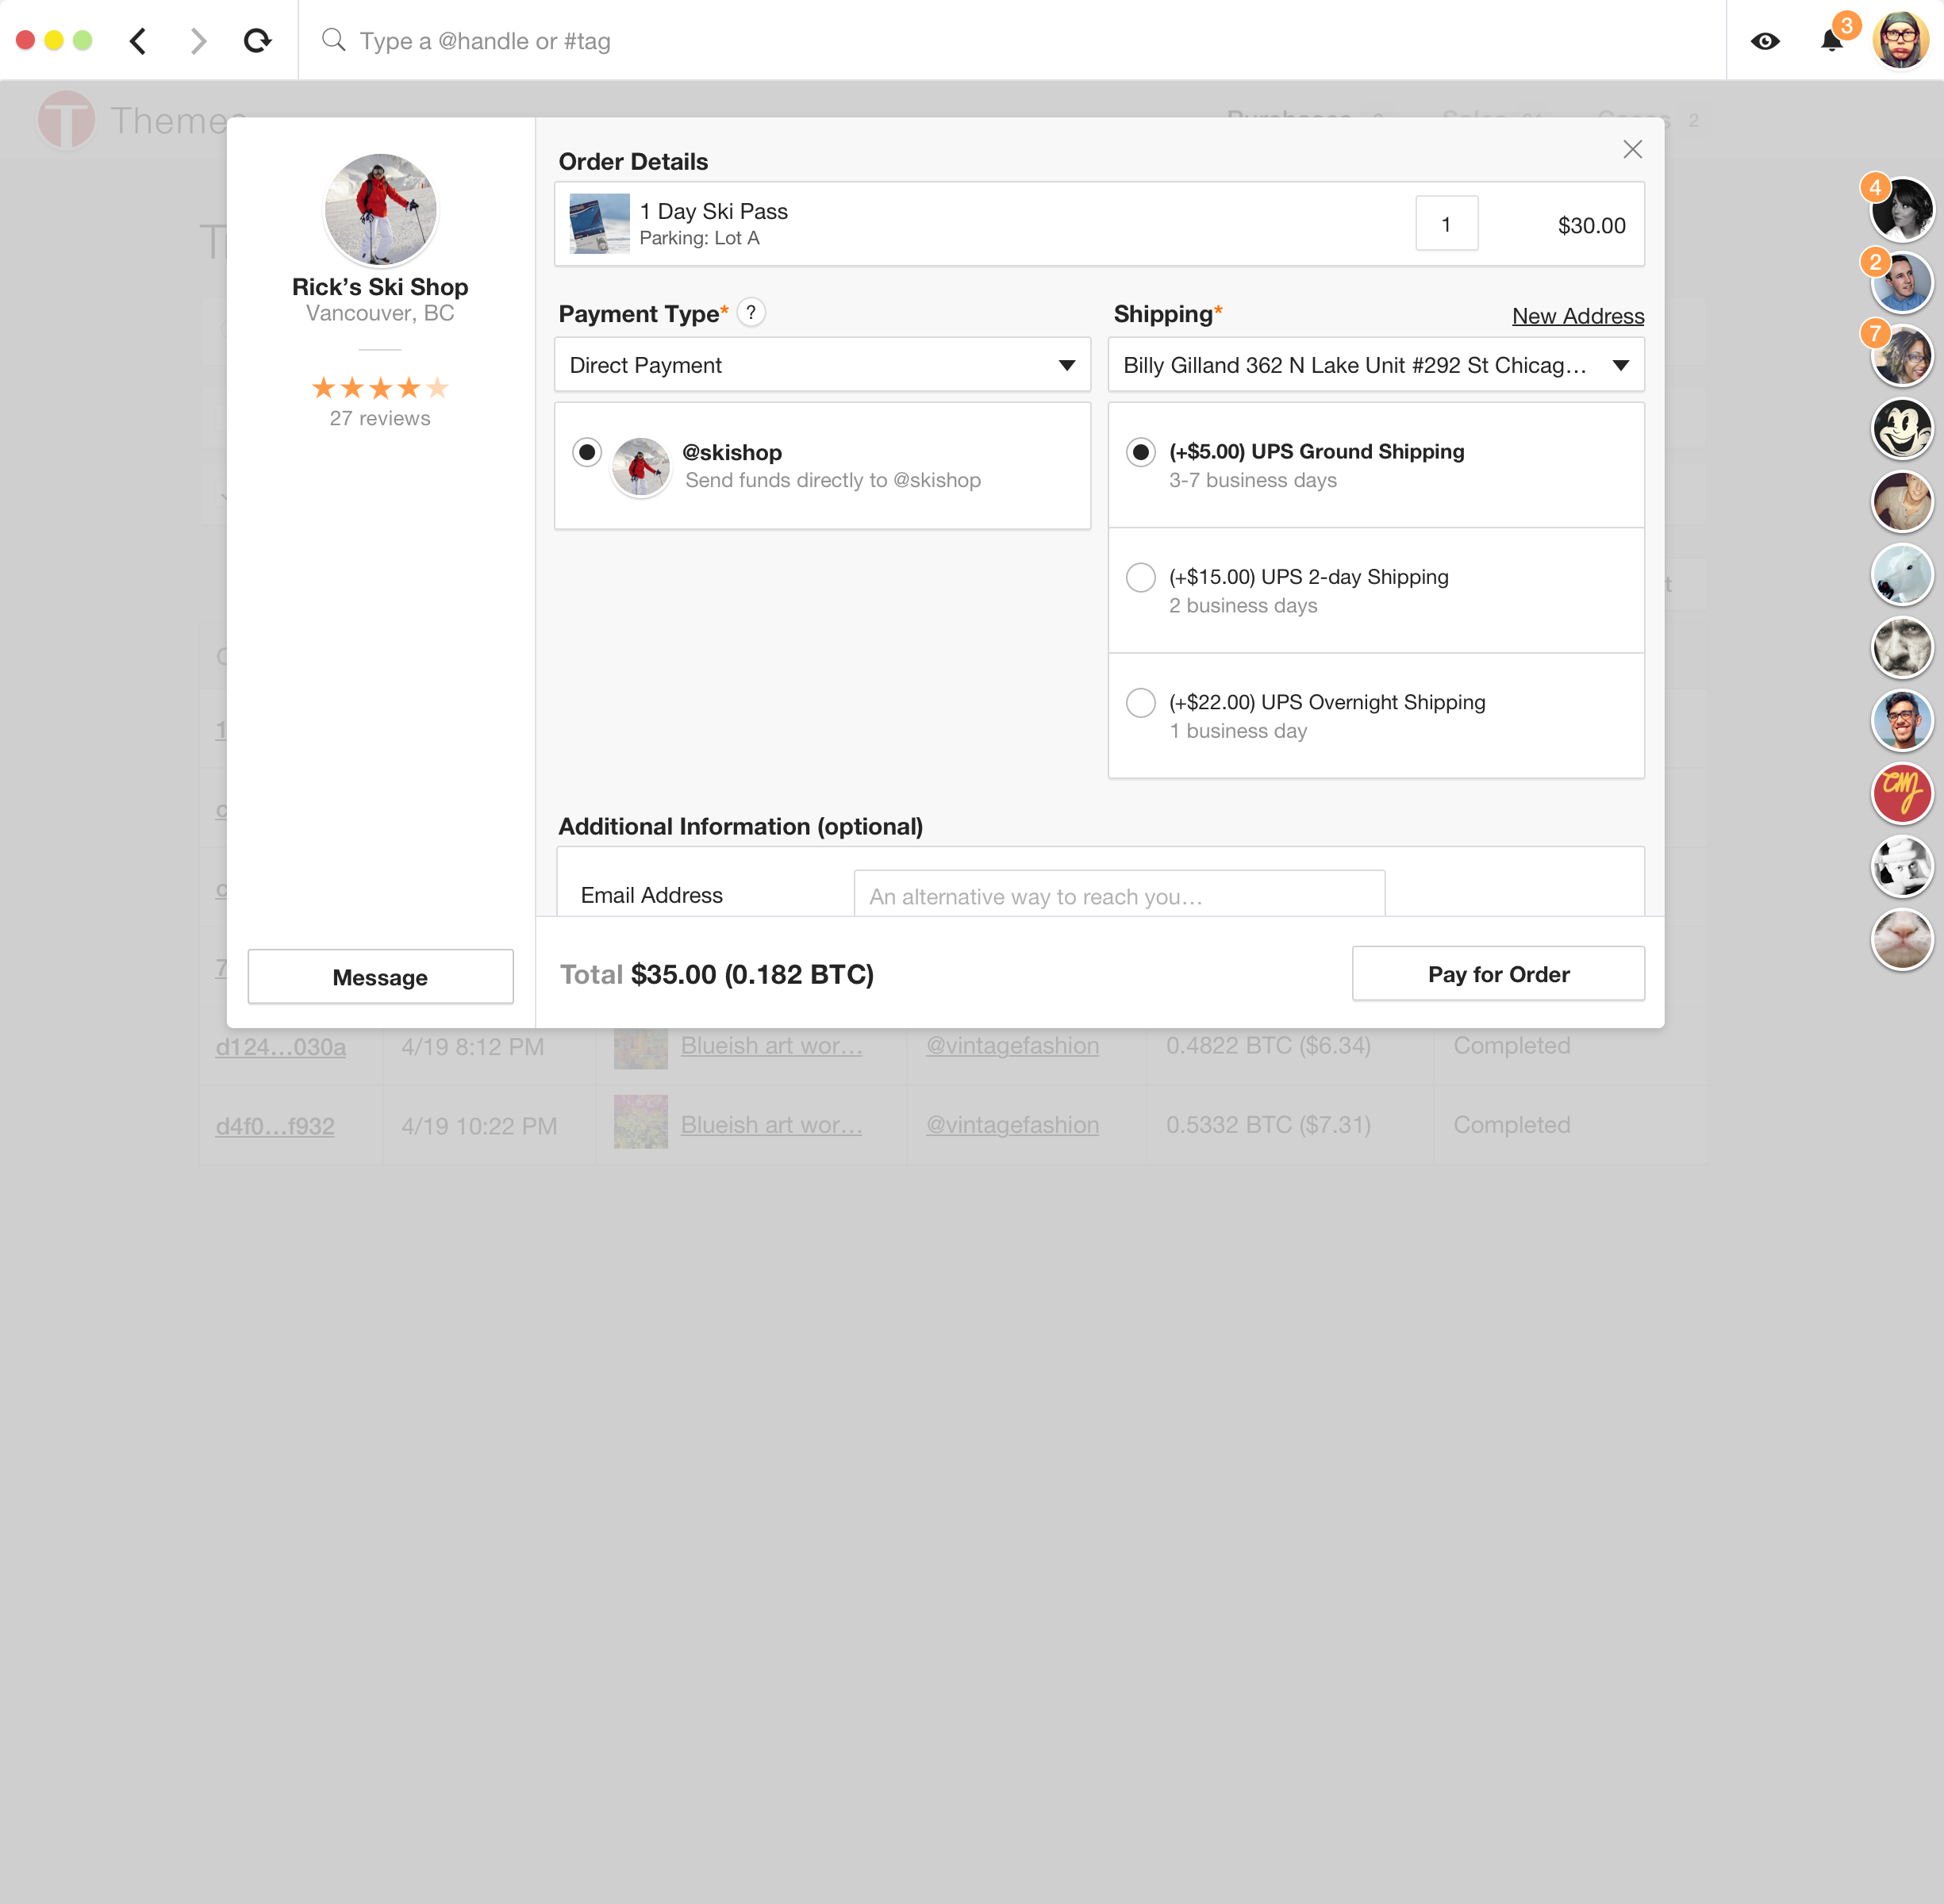 Type a @handle or #tag
3
Themes
Purchases
Sales
Cases 2
Order Details
1 Day Ski Pass
Parking: Lot A
1
$30.00
Rick’s Ski Shop
Vancouver, BC
27 reviews
Payment Type* ?
Shipping*
New Address
Direct Payment
Billy Gilland 362 N Lake Unit #292 St Chicag...
@skishop
Send funds directly to @skishop
(+$5.00) UPS Ground Shipping
3-7 business days
(+$15.00) UPS 2-day Shipping
2 business days
(+$22.00) UPS Overnight Shipping
1 business day
Additional Information (optional)
Email Address
An alternative way to reach you...
Message
Total $35.00 (0.182 BTC)
Pay for Order
4
2
7
d124...030a 4/19 8:12 PM Blueish art wor... @vintagefashion 0.4822 BTC ($6.34) Completed
d4f0...f932 4/19 10:22 PM Blueish art wor... @vintagefashion 0.5332 BTC ($7.31) Completed